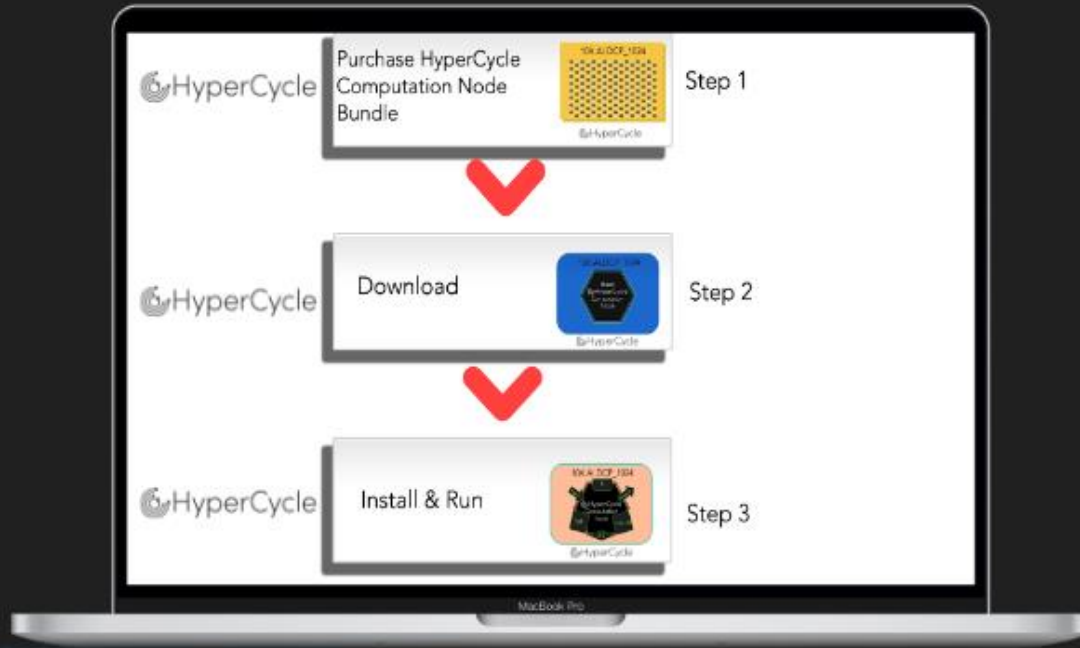 HyperCycle
Purchase HyperCycle
Computation Node
Bundle
HyperCycle
Step 1
HyperCycle
Download
HyperCycle
Step 2
HyperCycle
Install & Run
HyperCycle
Step 3
MacBook Pro